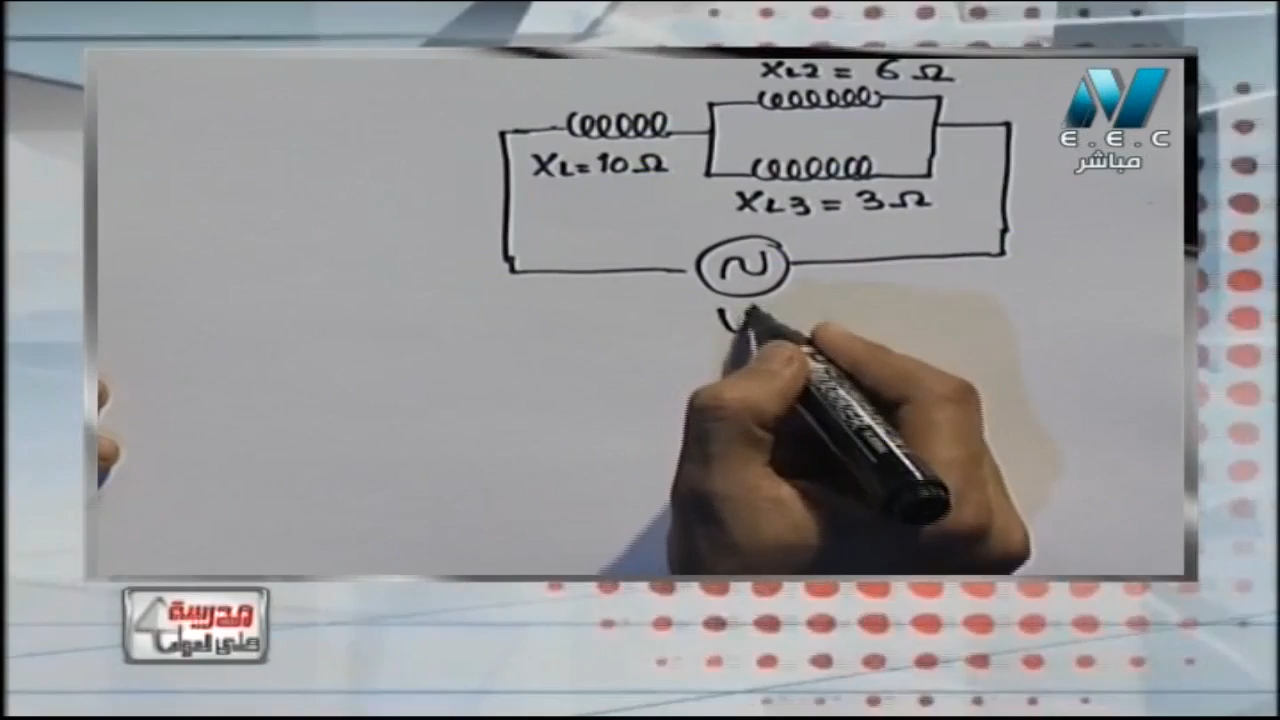 XL2 = 6 Ω
XL = 10 Ω
XL3 = 3 Ω
E.E.C
مباشر
مدرسة
على الهواء